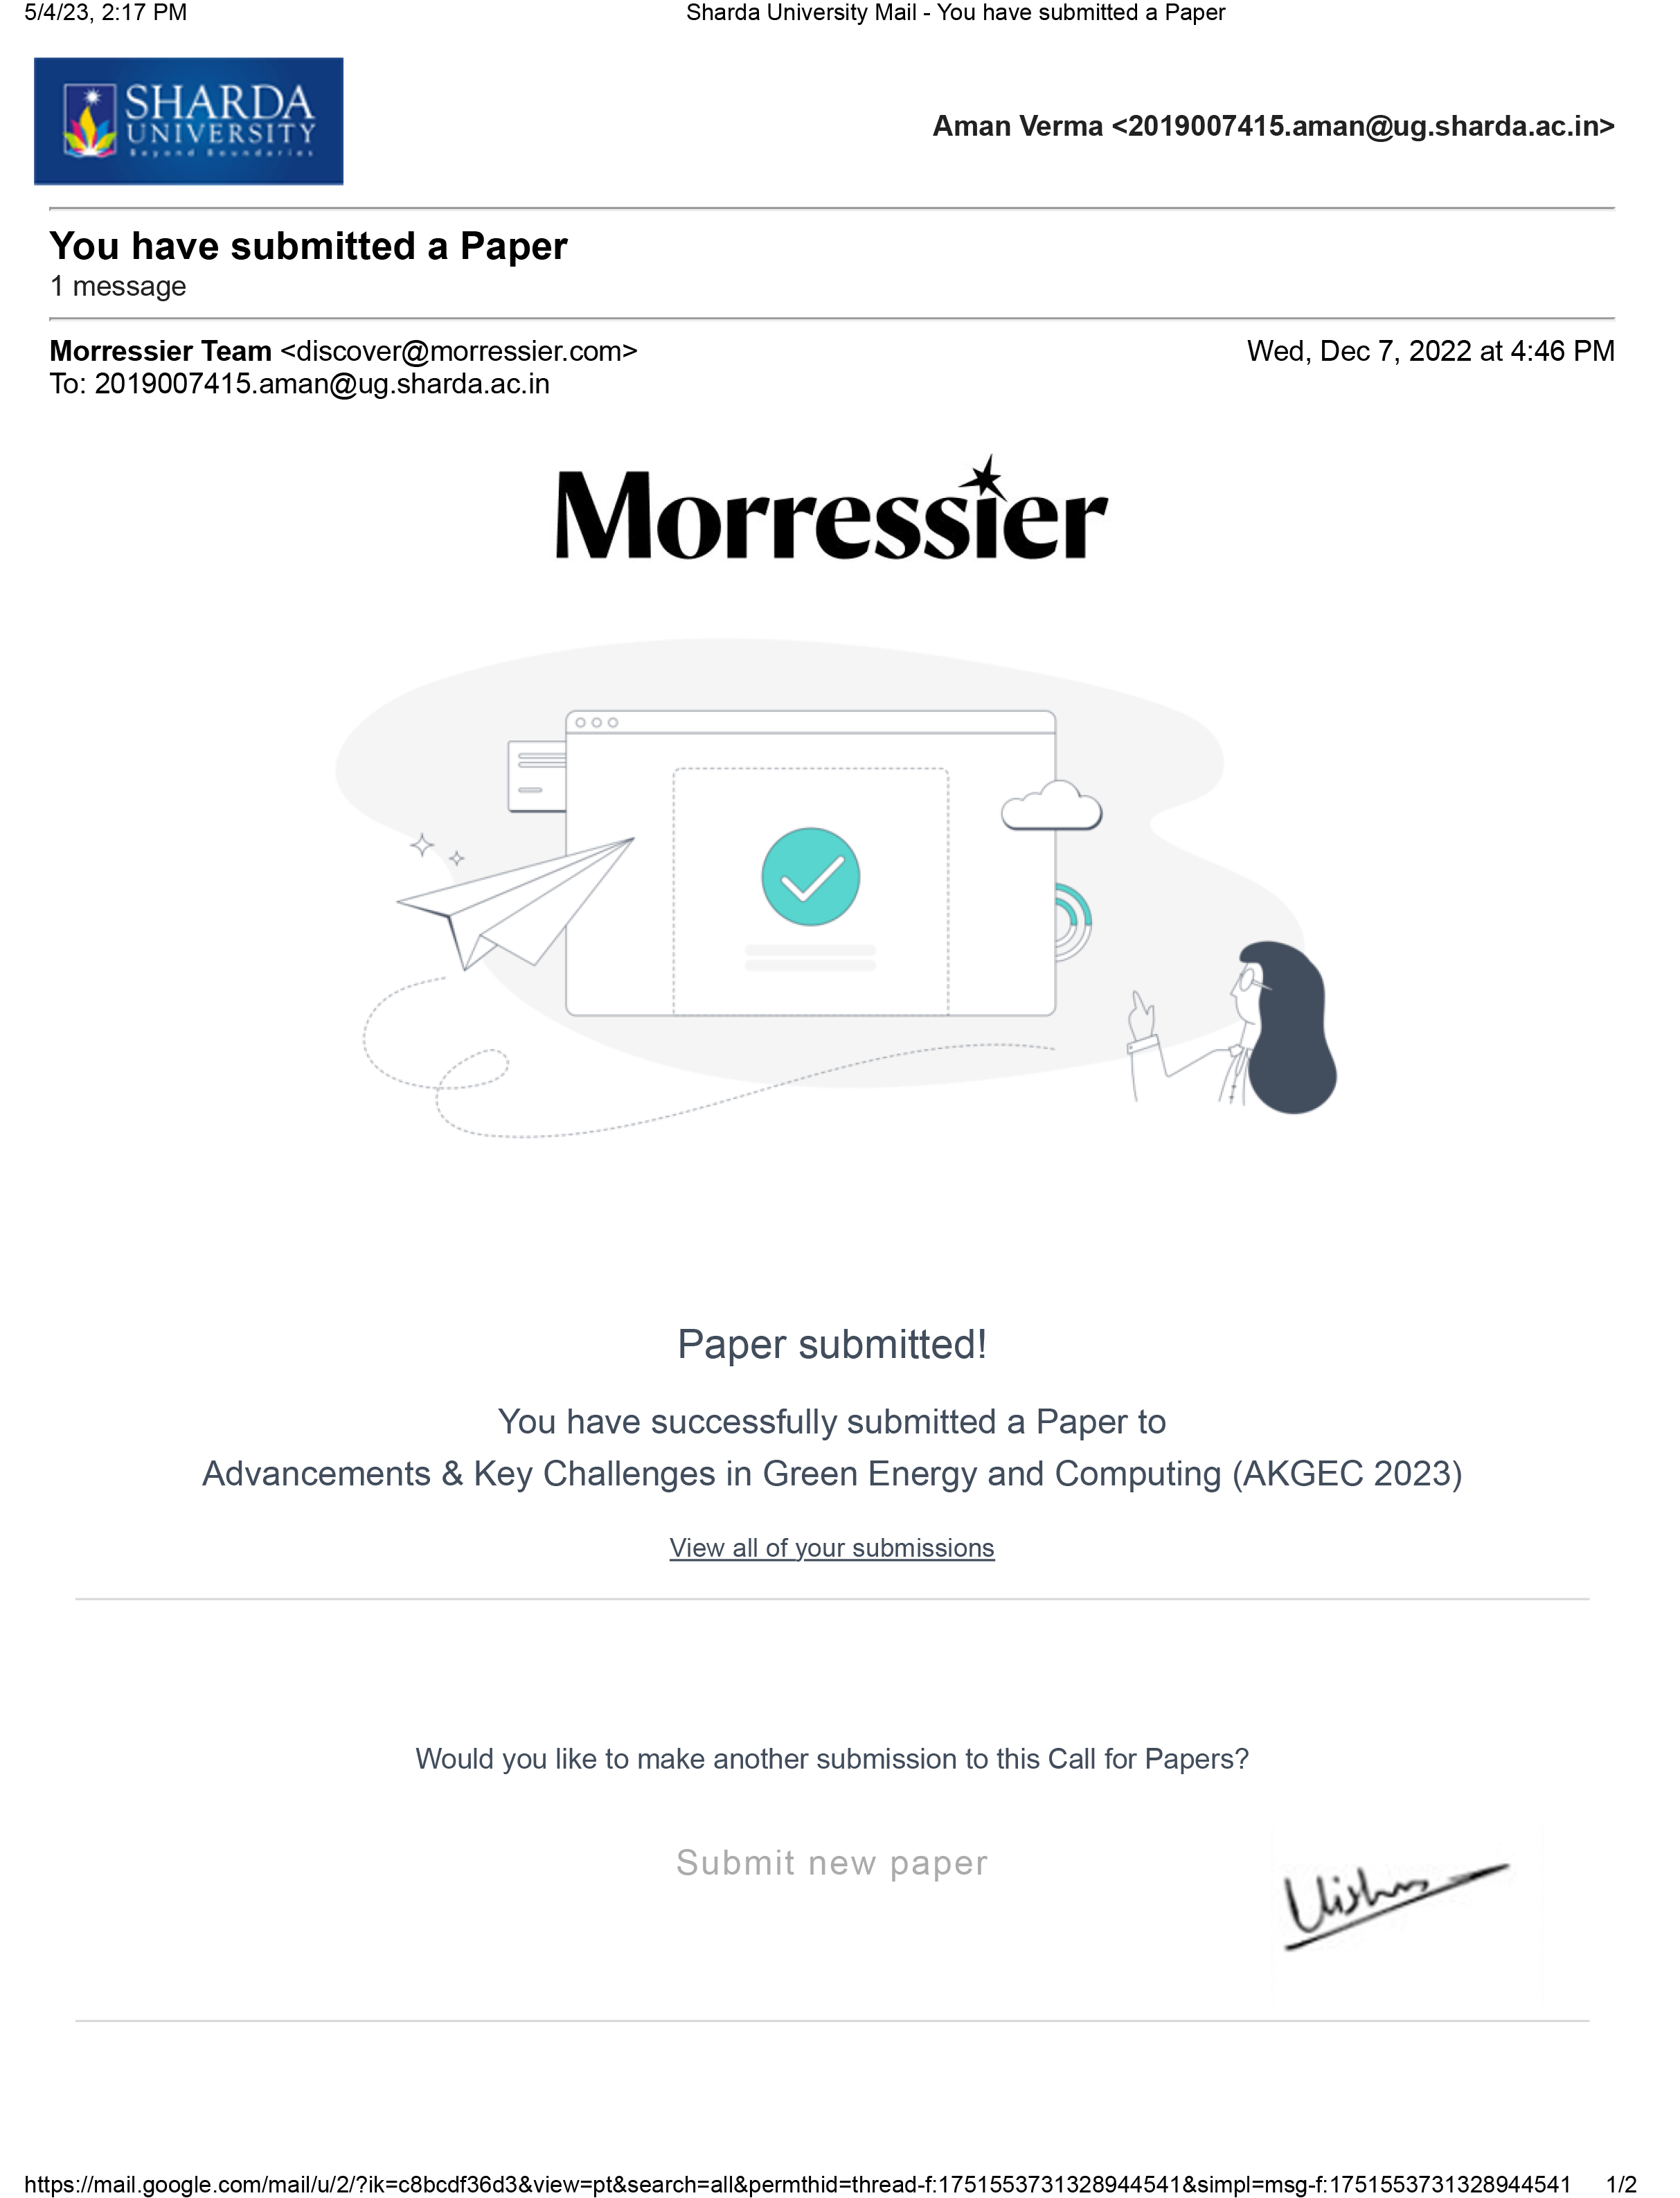 5/4/23, 2:17 PM
Sharda University Mail - You have submitted a Paper
SHARDA
UNIVERSITY
Beyond Boundaries
Aman Verma <2019007415.aman@ug.sharda.ac.in>
You have submitted a Paper
1 message
Morressier Team <discover@morressier.com>
Wed, Dec 7, 2022 at 4:46 PM
To: 2019007415.aman@ug.sharda.ac.in
Morressier
Paper submitted!
You have successfully submitted a Paper to
Advancements & Key Challenges in Green Energy and Computing (AKGEC 2023)
View all of your submissions
Would you like to make another submission to this Call for Papers?
Submit new paper
https://mail.google.com/mail/u/2/?ik=c8bcdf36d3&view=pt&search=all&permthid=thread-f:1751553731328944541&simpl=msg-f:1751553731328944541
1/2